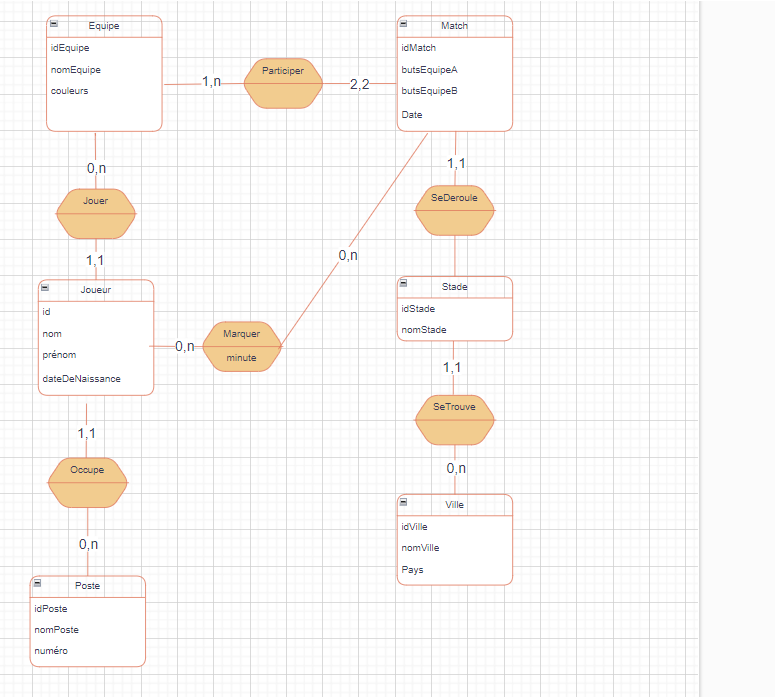 Equipe
idEquipe
nomEquipe
couleurs
1,n
Participer
2,2
Match
idMatch
butsEquipeA
butsEquipeB
Date
0,n
Jouer
1,1
1,1
SeDeroule
0,n
Joueur
id
nom
prénom
dateDeNaissance
0,n
Marquer
minute
Stade
idStade
nomStade
1,1
Occupe
0,n
1,1
SeTrouve
0,n
Poste
idPoste
nomPoste
numéro
Ville
idVille
nomVille
Pays